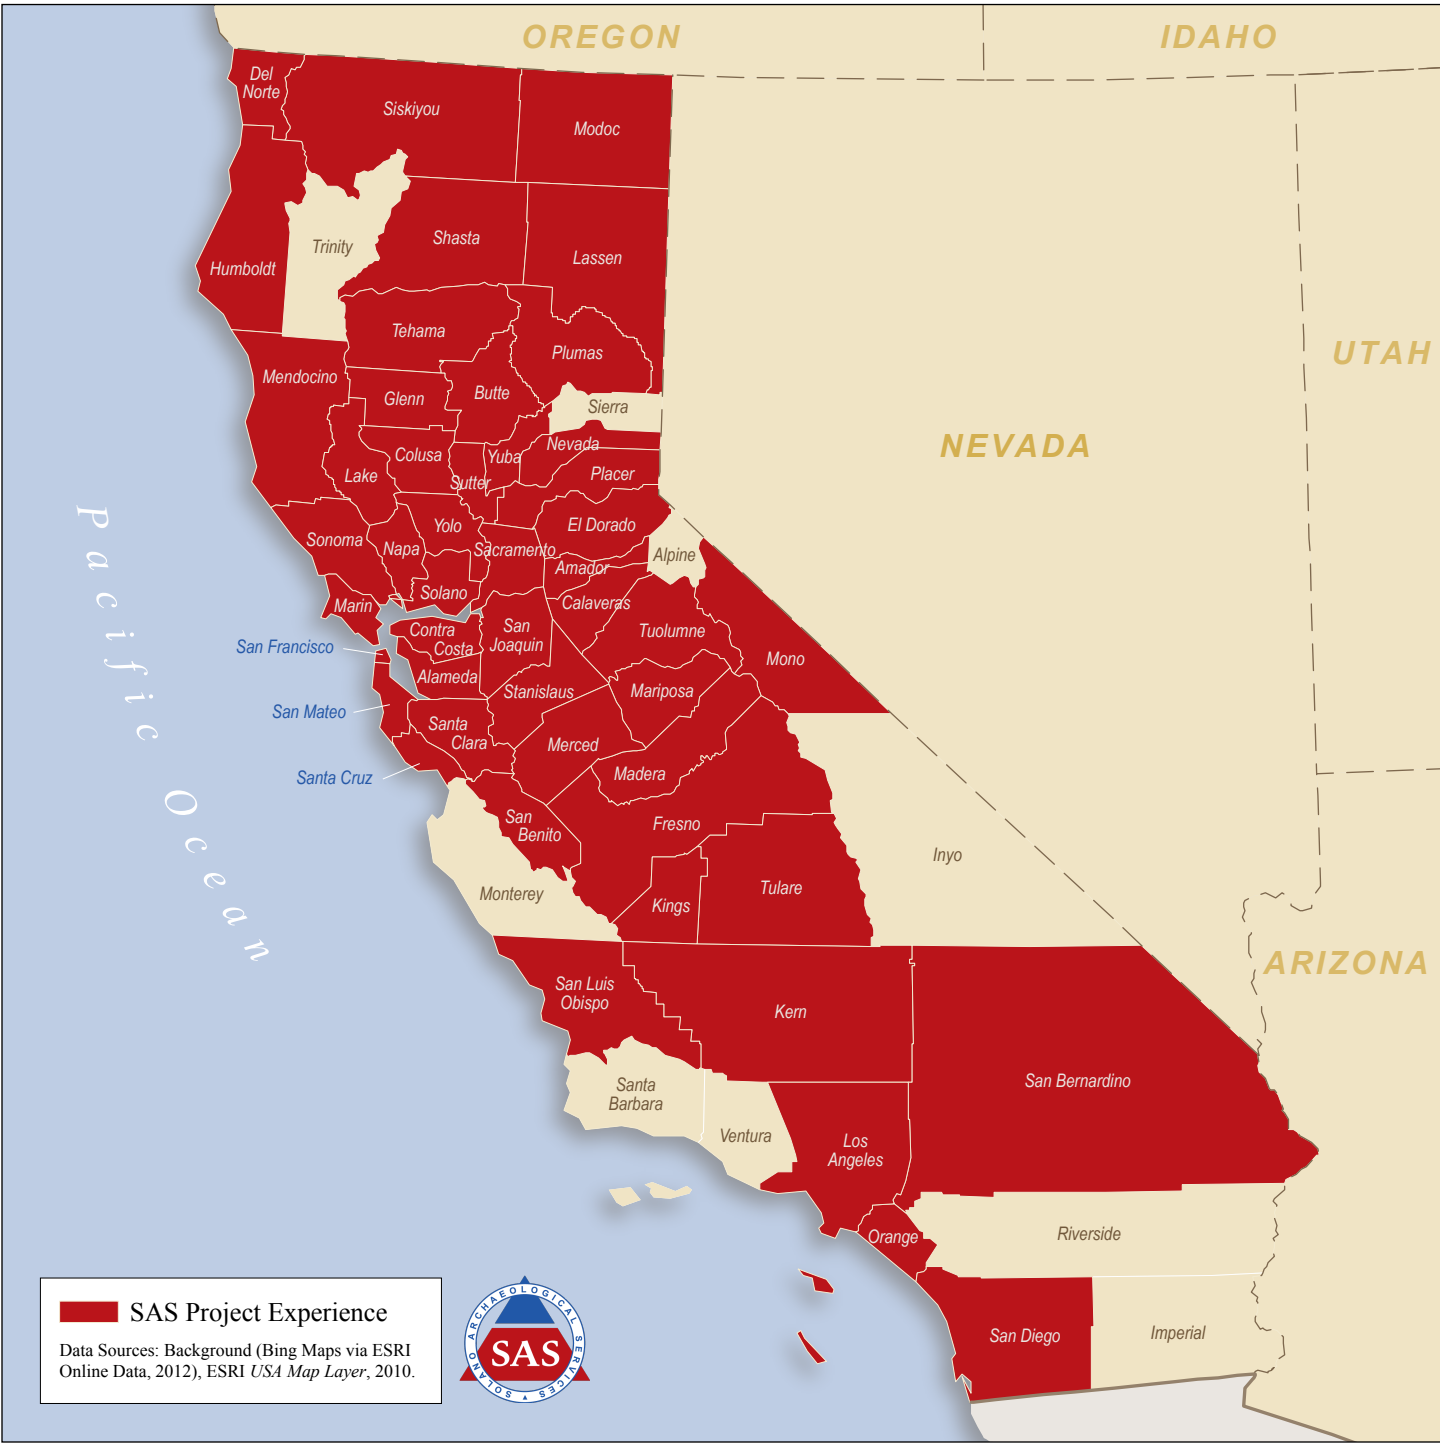 OREGON
IDAHO
Del
Norte
Siskiyou
Modoc
Trinity
Shasta
Lassen
Humboldt
Tehama
Plumas
UTAH
Mendocino
Glenn
Butte
Sierra
NEVADA
Nevada
Colusa
Yuba
Lake
Sutter
Placer
Pacific Ocean
Yolo
El Dorado
Sonoma
Napa
Sacramento
Alpine
Amador
Solano
Calaveras
Marin
Contra
Costa
San
Joaquin
Tuolumne
San Francisco
Mono
Alameda
Stanislaus
Mariposa
San Mateo
Santa
Clara
Merced
Santa Cruz
Madera
San
Benito
Fresno
Inyo
Monterey
Kings
Tulare
ARIZONA
San Luis
Obispo
Kern
Santa
Barbara
San Bernardino
Ventura
Los
Angeles
Orange
Riverside
San Diego
Imperial
SAS Project Experience
Data Sources: Background (Bing Maps via ESRI
Online Data, 2012), ESRI USA Map Layer, 2010.
SOLANO ARCHAEOLOGICAL SERVICES
SAS